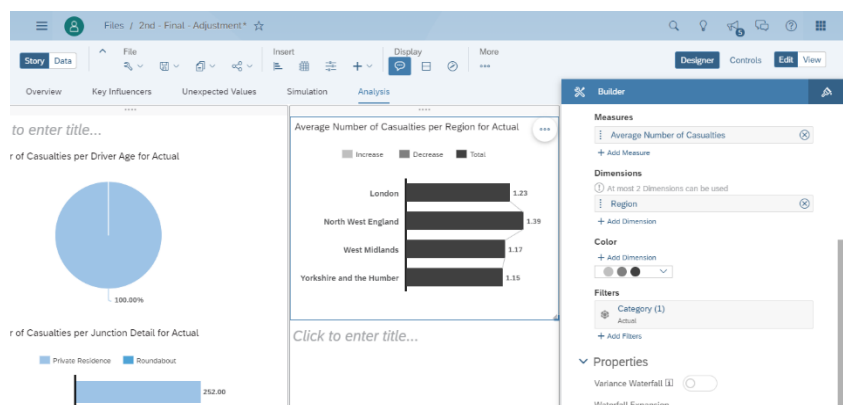 Files / 2nd - Final - Adjustment*
5
Story Data
File
Insert
Display
More
Designer Controls Edit View
Overview Key Influencers Unexpected Values Simulation Analysis
Builder
to enter title...
r of Casualties per Driver Age for Actual
100.00%
r of Casualties per Junction Detail for Actual
Private Residence Roundabout
252.00
Average Number of Casualties per Region for Actual
Increase Decrease Total
London 1.23
North West England 1.39
West Midlands 1.17
Yorkshire and the Humber 1.15
Click to enter title...
Measures
Average Number of Casualties
+ Add Measure
Dimensions
At most 2 Dimensions can be used
Region
+ Add Dimension
Color
+ Add Dimension
Filters
Category (1)
Actual
+ Add Filters
Properties
Variance Waterfall
Waterfall Expansion